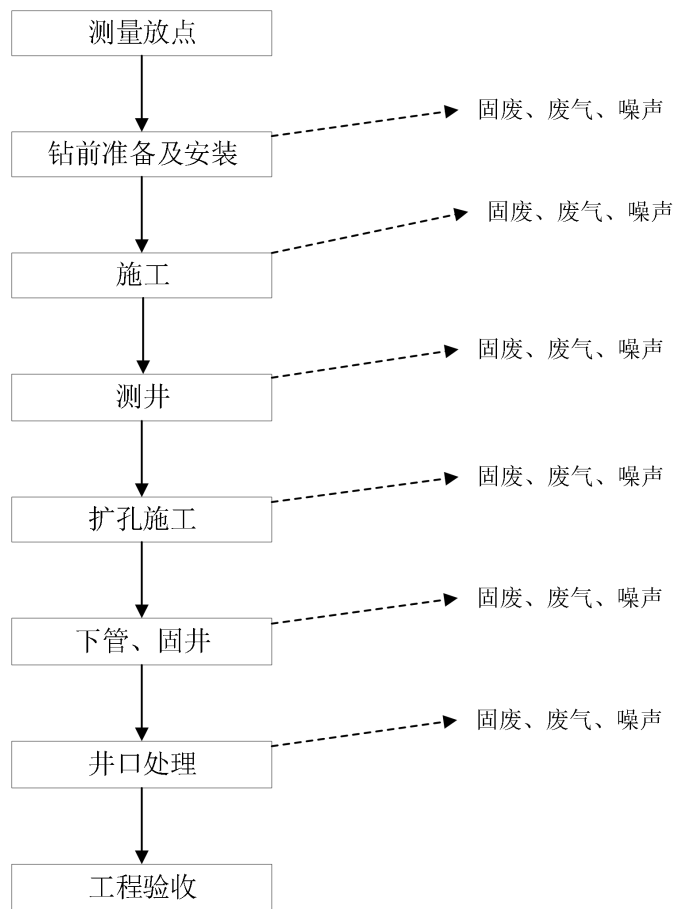 测量放点
固废、废气、噪声
钻前准备及安装
固废、废气、噪声
施工
固废、废气、噪声
测井
固废、废气、噪声
扩孔施工
固废、废气、噪声
下管、固井
固废、废气、噪声
井口处理
工程验收